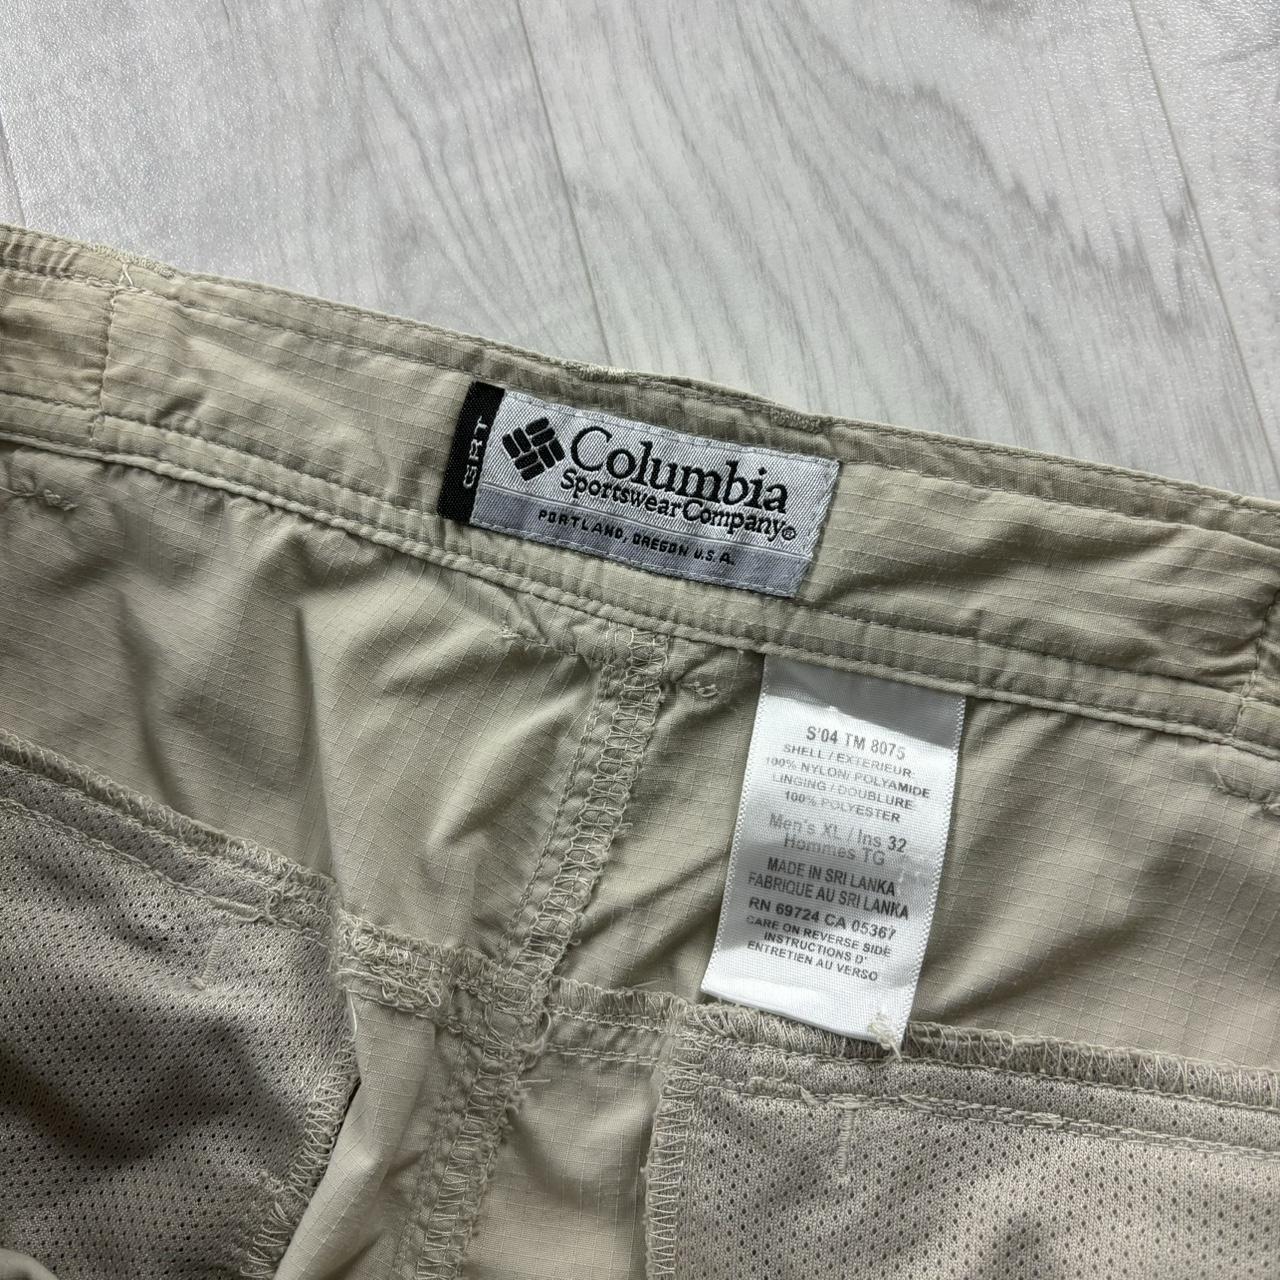 GRT
Columbia
Sportswear Company®
PORTLAND, OREGON U.S.A.
S'04 TM 8075
SHELL / EXTERIEUR:
100% NYLON/ POLYAMIDE
LINGING / DOUBLURE
100% POLYESTER
Men's XL / Ins 32
Hommes TG
MADE IN SRI LANKA
FABRIQUE AU SRI LANKA
RN 69724 CA 05367
CARE ON REVERSE SIDE
INSTRUCTIONS D'
ENTRETIEN AU VERSO